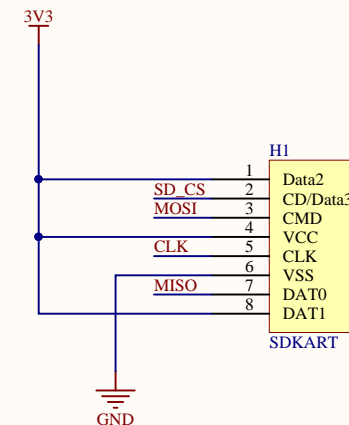 3V3
H1
1 Data2
SD_CS 2 CD/Data3
MOSI 3 CMD
4 VCC
CLK 5 CLK
6 VSS
MISO 7 DAT0
8 DAT1
SDKART
GND